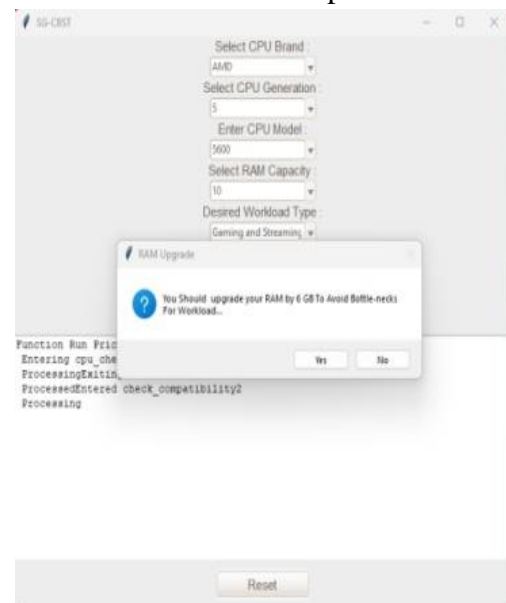 SG-CBST
Select CPU Brand :
AMD
Select CPU Generation :
5
Enter CPU Model :
5600
Select RAM Capacity :
10
Desired Workload Type :
Gaming and Streaming
RAM Upgrade
You Should upgrade your RAM by 6 GB To Avoid Bottle-necks
For Workload...
Yes No
Function Run Pric
Entering cpu_che
ProcessingExitin
ProcessedEntered check_compatibility2
Processing
Reset